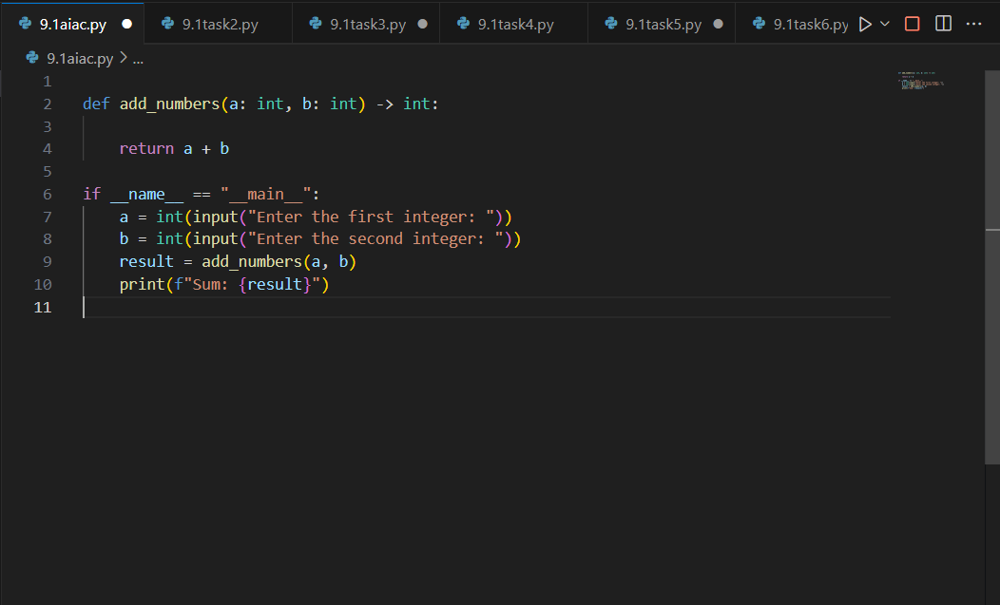 9.1aiac.py 9.1task2.py 9.1task3.py 9.1task4.py 9.1task5.py 9.1task6.py
9.1aiac.py > ...
1
2 def add_numbers(a: int, b: int) -> int:
3
4     return a + b
5
6 if __name__ == "__main__":
7     a = int(input("Enter the first integer: "))
8     b = int(input("Enter the second integer: "))
9     result = add_numbers(a, b)
10     print(f"Sum: {result}")
11